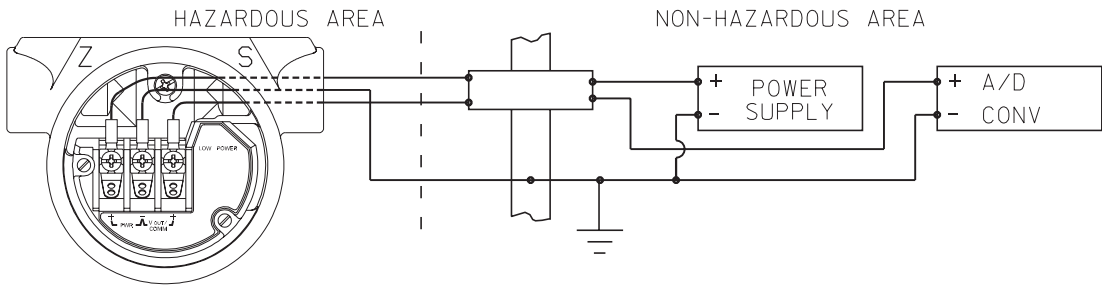 HAZARDOUS AREA
NON-HAZARDOUS AREA
Z S
+ POWER
- SUPPLY
+ A/D
- CONV
LOW POWER
+ - +
PWR V OUT/
COMM